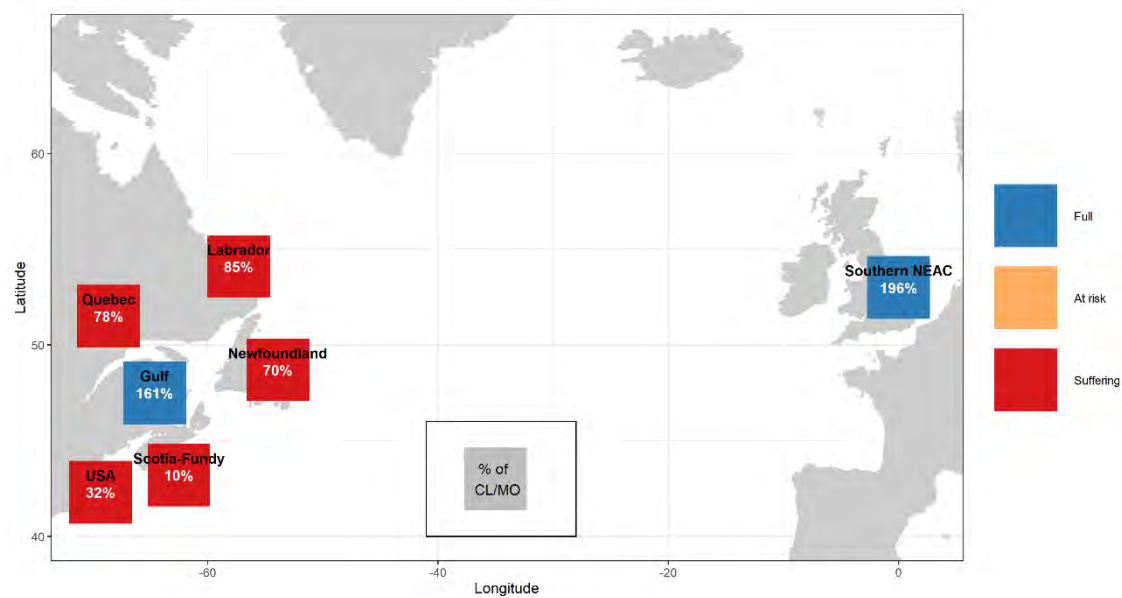 60
50
40
Latitude
-60
-40
-20
0
Longitude
Labrador
85%
Quebec
78%
Newfoundland
70%
Gulf
161%
Scotia-Fundy
10%
USA
32%
Southern NEAC
196%
% of
CL/MO
Full
At risk
Suffering